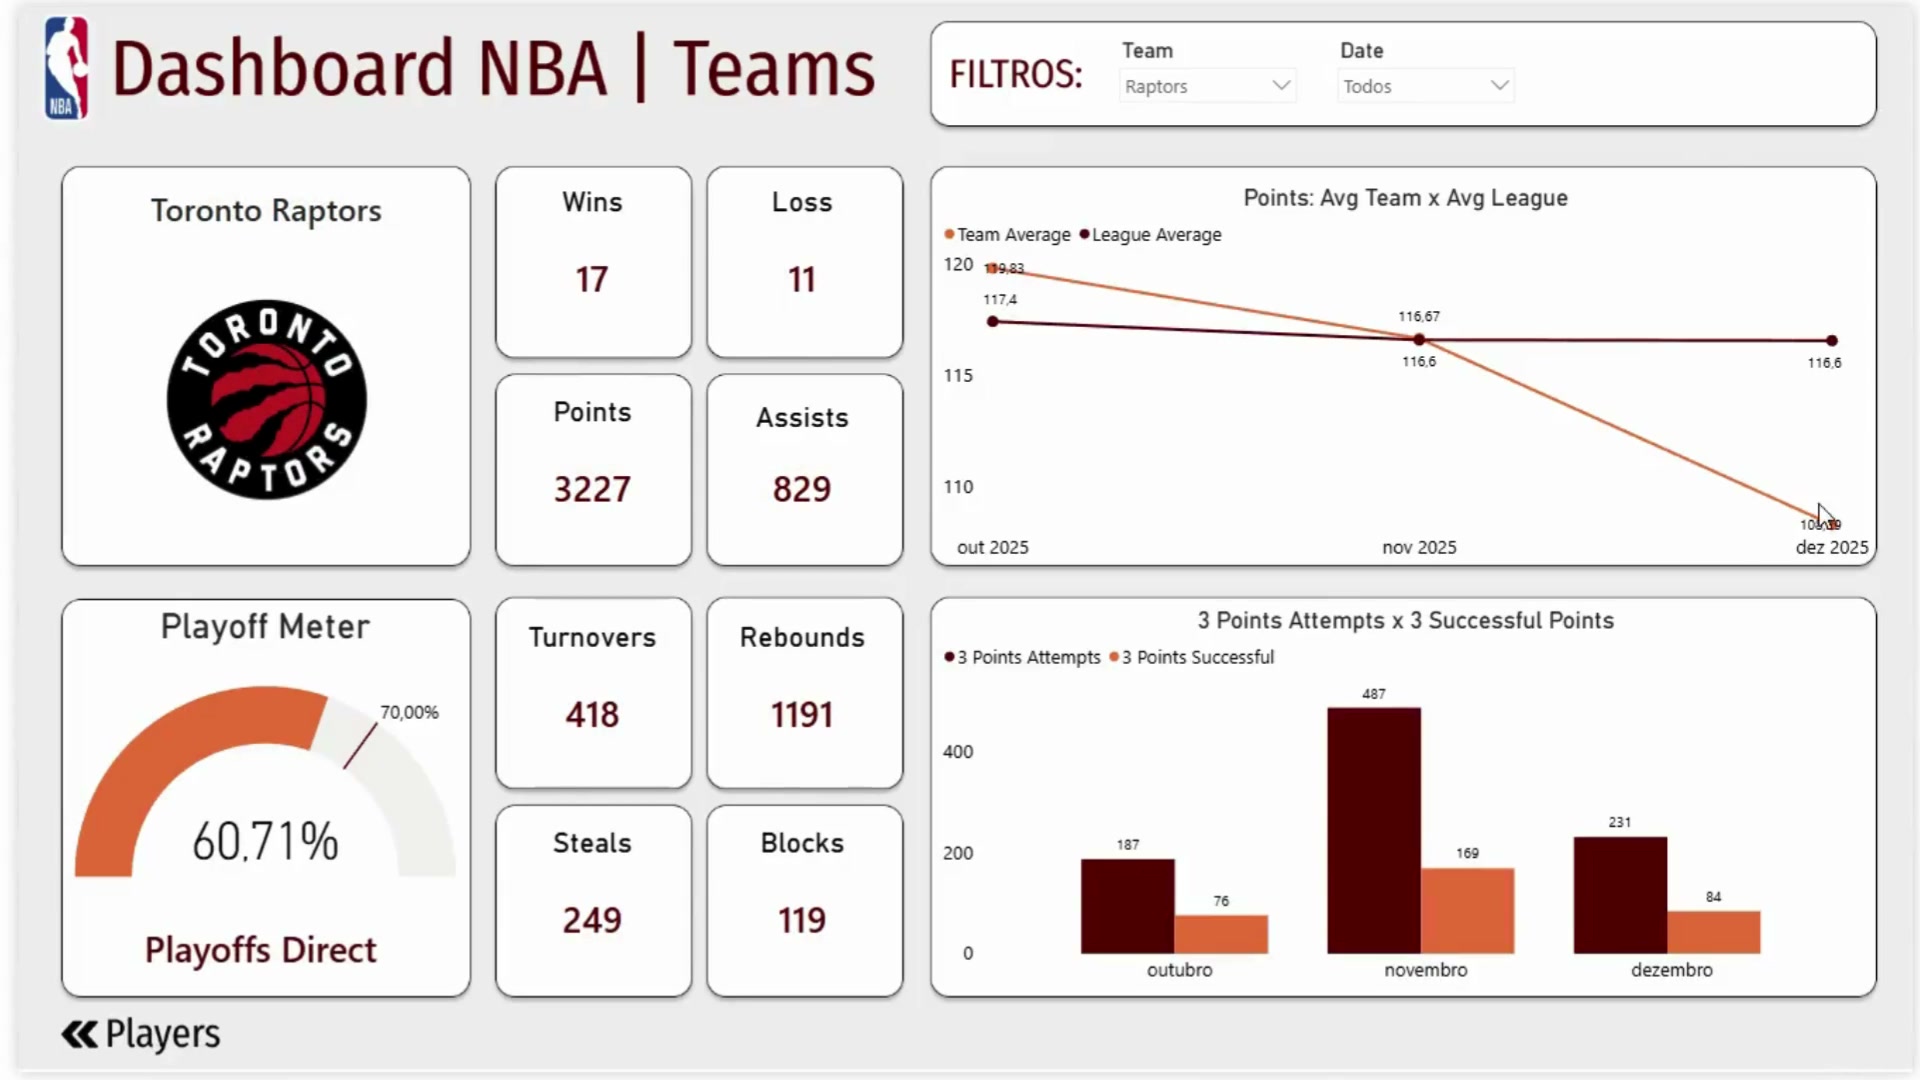 NBA
Dashboard NBA | Teams
FILTROS:
Team
Raptors
Date
Todos
Toronto Raptors
TORONTO
RAPTORS
Wins
17
Loss
11
Points
3227
Assists
829
Points: Avg Team x Avg League
Team Average
League Average
120
115
110
119,83
117,4
116,67
116,6
116,6
out 2025
nov 2025
dez 2025
Playoff Meter
70,00%
60,71%
Playoffs Direct
Turnovers
418
Rebounds
1191
Steals
249
Blocks
119
3 Points Attempts x 3 Successful Points
3 Points Attempts
3 Points Successful
400
200
0
187
76
487
169
231
84
outubro
novembro
dezembro
Players